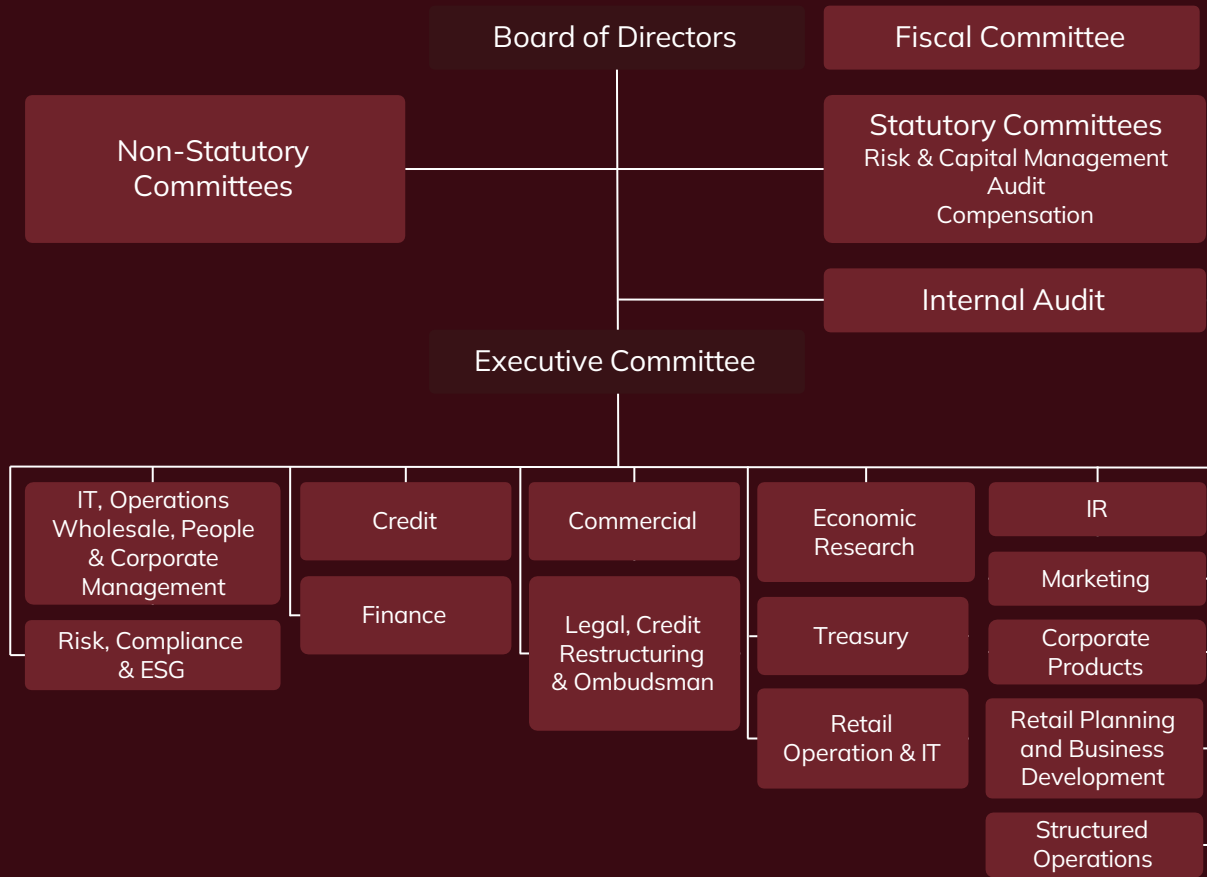 Board of Directors
Fiscal Committee
Non-Statutory
Committees
Statutory Committees
Risk & Capital Management
Audit
Compensation
Internal Audit
Executive Committee
IT, Operations
Wholesale, People
& Corporate
Management
Risk, Compliance
& ESG
Credit
Finance
Commercial
Legal, Credit
Restructuring
& Ombudsman
Economic
Research
Treasury
Retail
Operation & IT
IR
Marketing
Corporate
Products
Retail Planning
and Business
Development
Structured
Operations